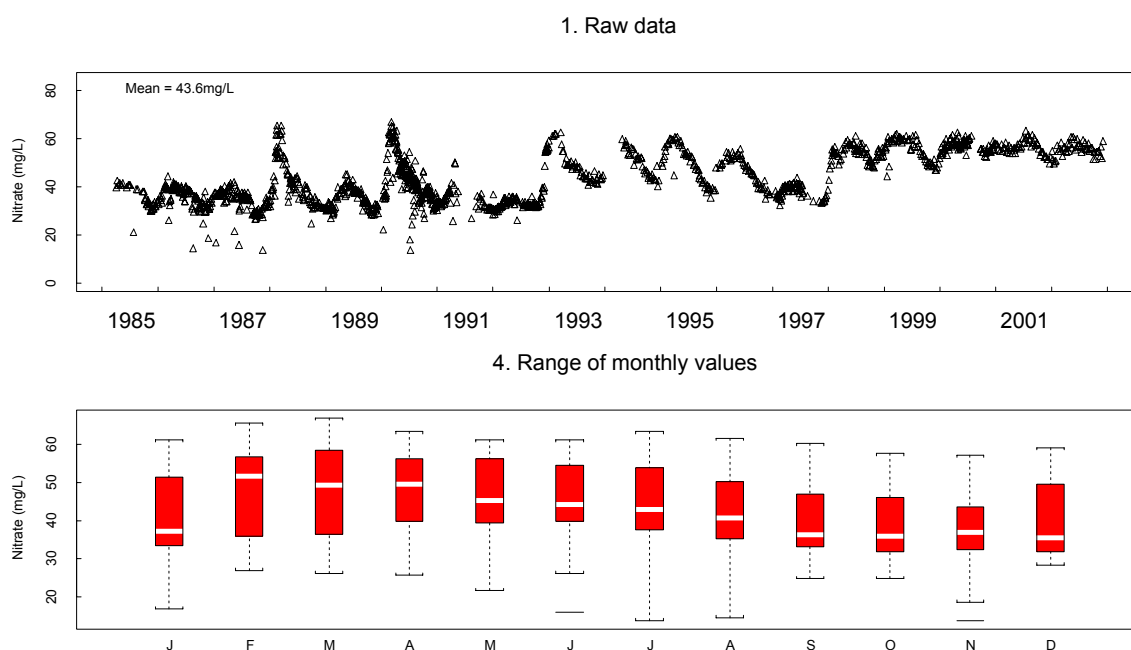 1. Raw data
Mean = 43.6mg/L
Nitrate (mg/L)
80
60
40
20
0
1985 1987 1989 1991 1993 1995 1997 1999 2001
4. Range of monthly values
Nitrate (mg/L)
60
50
40
30
20
J F M A M J J A S O N D